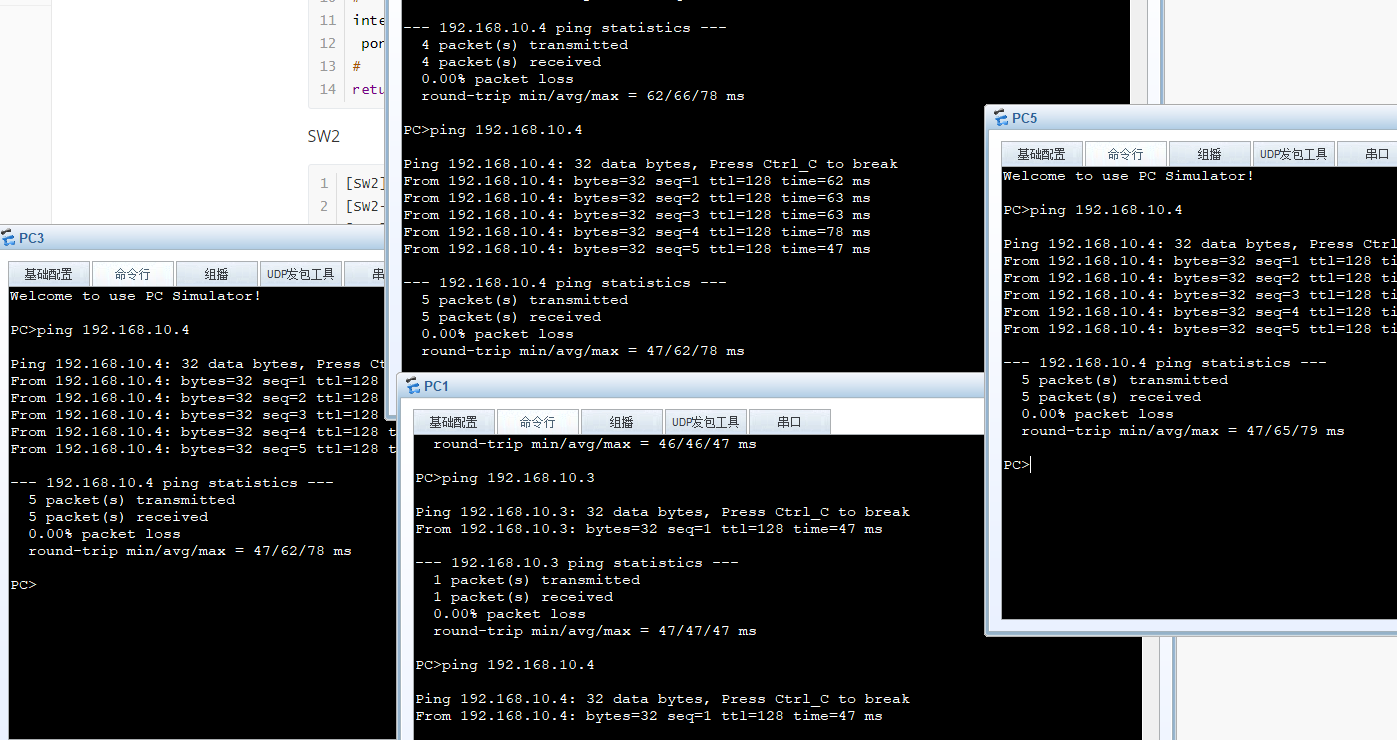 11 inte
12 por
13 #
14 retu
SW2
1 [SW2]
2 [SW2-
--- 192.168.10.4 ping statistics ---
4 packet(s) transmitted
4 packet(s) received
0.00% packet loss
round-trip min/avg/max = 62/66/78 ms
PC>ping 192.168.10.4
Ping 192.168.10.4: 32 data bytes, Press Ctrl_C to break
From 192.168.10.4: bytes=32 seq=1 ttl=128 time=62 ms
From 192.168.10.4: bytes=32 seq=2 ttl=128 time=63 ms
From 192.168.10.4: bytes=32 seq=3 ttl=128 time=63 ms
From 192.168.10.4: bytes=32 seq=4 ttl=128 time=78 ms
From 192.168.10.4: bytes=32 seq=5 ttl=128 time=47 ms
--- 192.168.10.4 ping statistics ---
5 packet(s) transmitted
5 packet(s) received
0.00% packet loss
round-trip min/avg/max = 47/62/78 ms
PC3
基础配置 命令行 组播 UDP发包工具 串
Welcome to use PC Simulator!
PC>ping 192.168.10.4
Ping 192.168.10.4: 32 data bytes, Press Ct
From 192.168.10.4: bytes=32 seq=1 ttl=128
From 192.168.10.4: bytes=32 seq=2 ttl=128
From 192.168.10.4: bytes=32 seq=3 ttl=128
From 192.168.10.4: bytes=32 seq=4 ttl=128 t
From 192.168.10.4: bytes=32 seq=5 ttl=128 t
--- 192.168.10.4 ping statistics ---
5 packet(s) transmitted
5 packet(s) received
0.00% packet loss
round-trip min/avg/max = 47/62/78 ms
PC>
PC1
基础配置 命令行 组播 UDP发包工具 串口
round-trip min/avg/max = 46/46/47 ms
PC>ping 192.168.10.3
Ping 192.168.10.3: 32 data bytes, Press Ctrl_C to break
From 192.168.10.3: bytes=32 seq=1 ttl=128 time=47 ms
--- 192.168.10.3 ping statistics ---
1 packet(s) transmitted
1 packet(s) received
0.00% packet loss
round-trip min/avg/max = 47/47/47 ms
PC>ping 192.168.10.4
Ping 192.168.10.4: 32 data bytes, Press Ctrl_C to break
From 192.168.10.4: bytes=32 seq=1 ttl=128 time=47 ms
PC5
基础配置 命令行 组播 UDP发包工具 串口
Welcome to use PC Simulator!
PC>ping 192.168.10.4
Ping 192.168.10.4: 32 data bytes, Press Ctrl
From 192.168.10.4: bytes=32 seq=1 ttl=128 ti
From 192.168.10.4: bytes=32 seq=2 ttl=128 ti
From 192.168.10.4: bytes=32 seq=3 ttl=128 ti
From 192.168.10.4: bytes=32 seq=4 ttl=128 ti
From 192.168.10.4: bytes=32 seq=5 ttl=128 ti
--- 192.168.10.4 ping statistics ---
5 packet(s) transmitted
5 packet(s) received
0.00% packet loss
round-trip min/avg/max = 47/65/79 ms
PC>